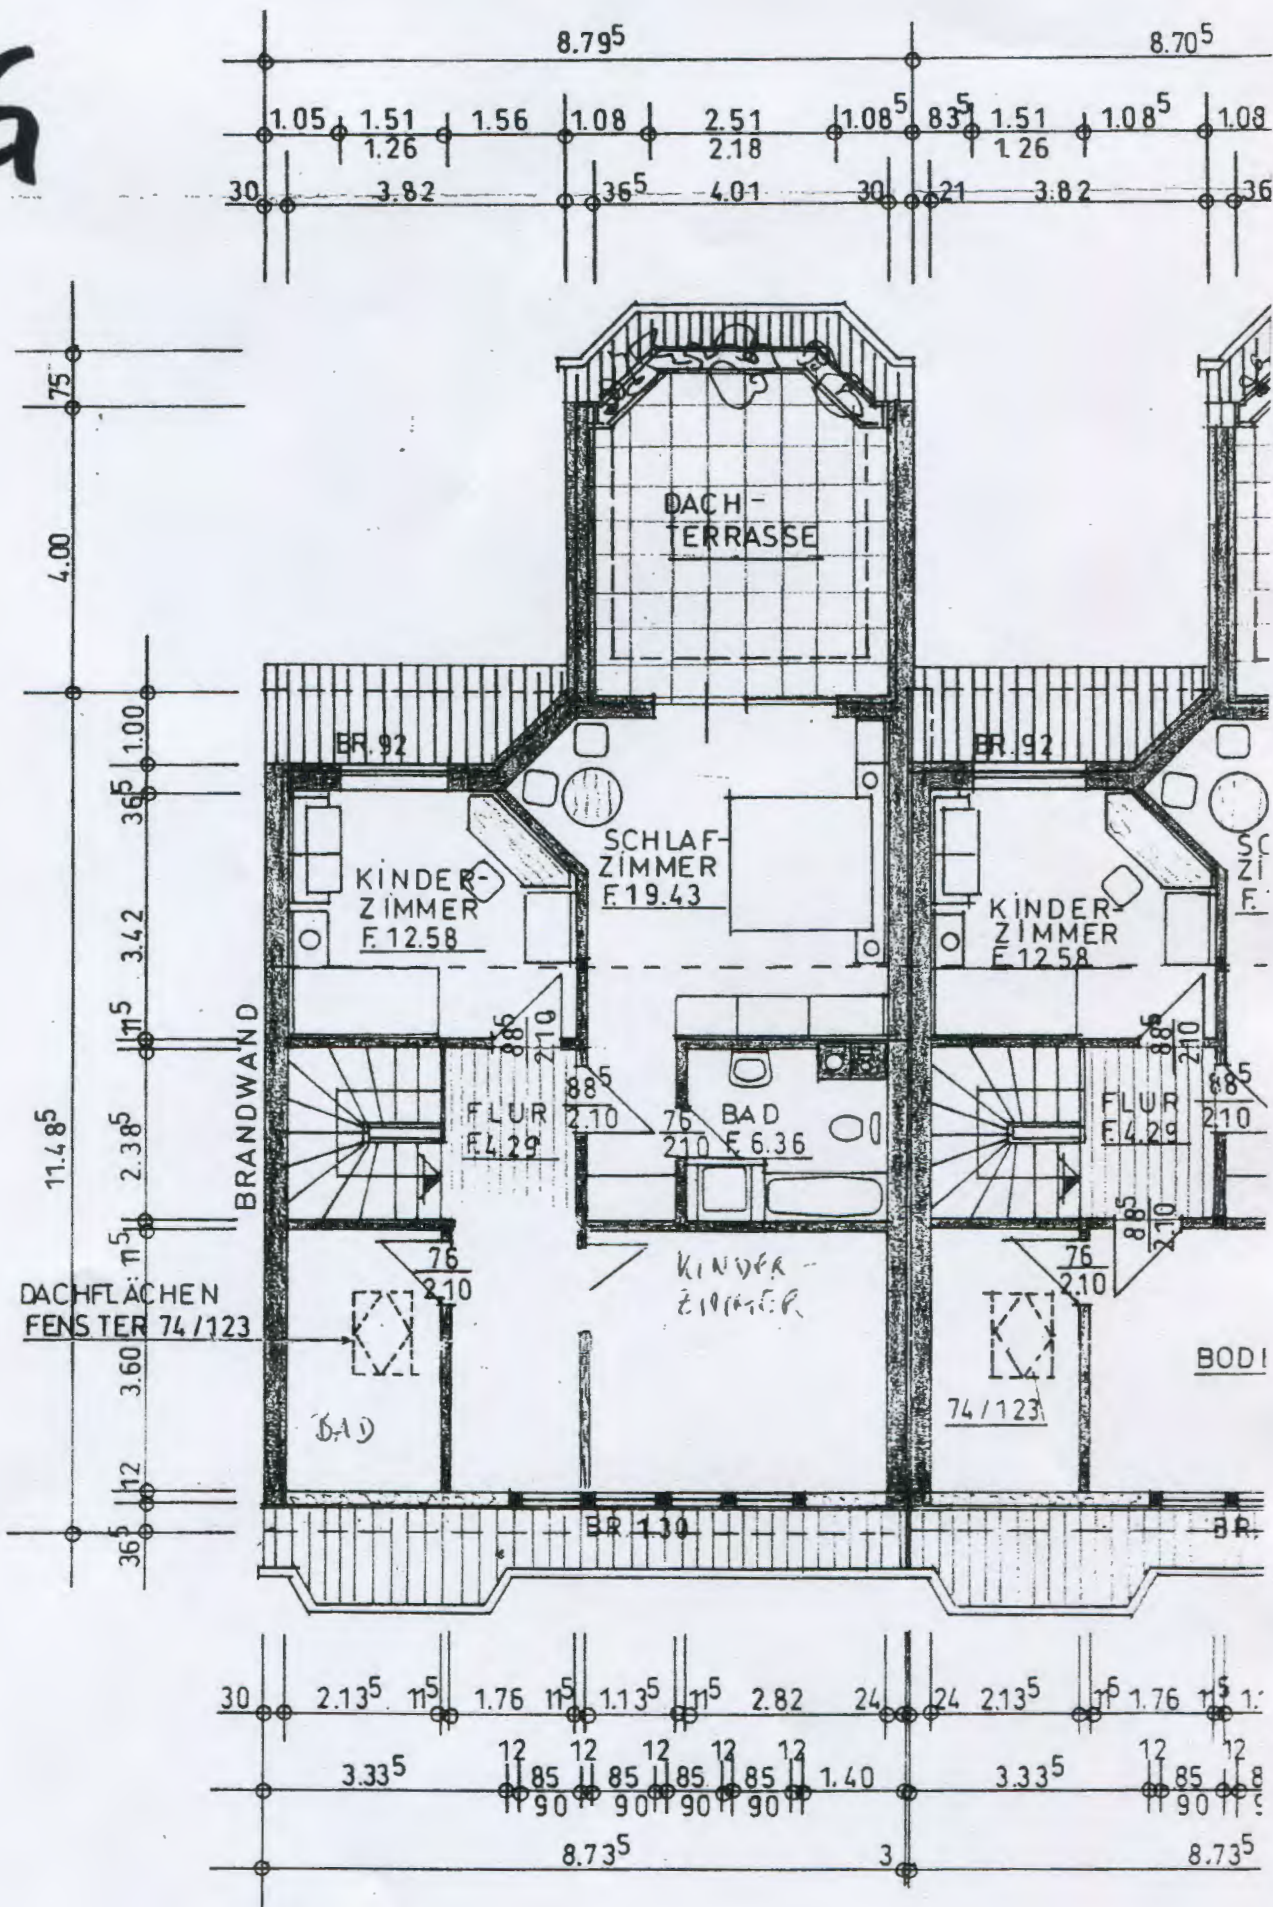 G
8.79⁵ 8.70⁵
1.05 1.51 1.56 1.08 2.51 1.08⁵ 83⁵ 1.51 1.08⁵ 1.08
1.26 2.18 1.26
30 3.82 36⁵ 4.01 30 21 3.82 36
75
4.00
DACH-
TERRASSE
1.00
BR. 92 BR. 92
36⁵
SCHLAF-
ZIMMER
F. 19.43
SC
ZI
F.
KINDER-
ZIMMER
F. 12.58
KINDER-
ZIMMER
F. 12.58
3.42
11⁵
88⁵
2.10
88⁵
2.10
BRANDWAND
88⁵
2.10
88⁵
2.10
FLUR
F. 4.29
76
2.10
BAD
F. 6.36
FLUR
F. 4.29
11.48⁵
2.38⁵
11⁵
88⁵
2.10
76
2.10
KINDER-
ZIMMER
76
2.10
DACHFLÄCHEN
FENSTER 74/123
3.60
BODE
74/123
BAD
12
36⁵
BR. 130 BR.
30 2.13⁵ 11⁵ 1.76 11⁵ 1.13⁵ 11⁵ 2.82 24 24 2.13⁵ 11⁵ 1.76 11⁵ 1.
12 12 12 12 12 12 12
3.33⁵ 85 85 85 85 1.40 3.33⁵ 85 8
90 90 90 90 90 9
8.73⁵ 3 8.73⁵